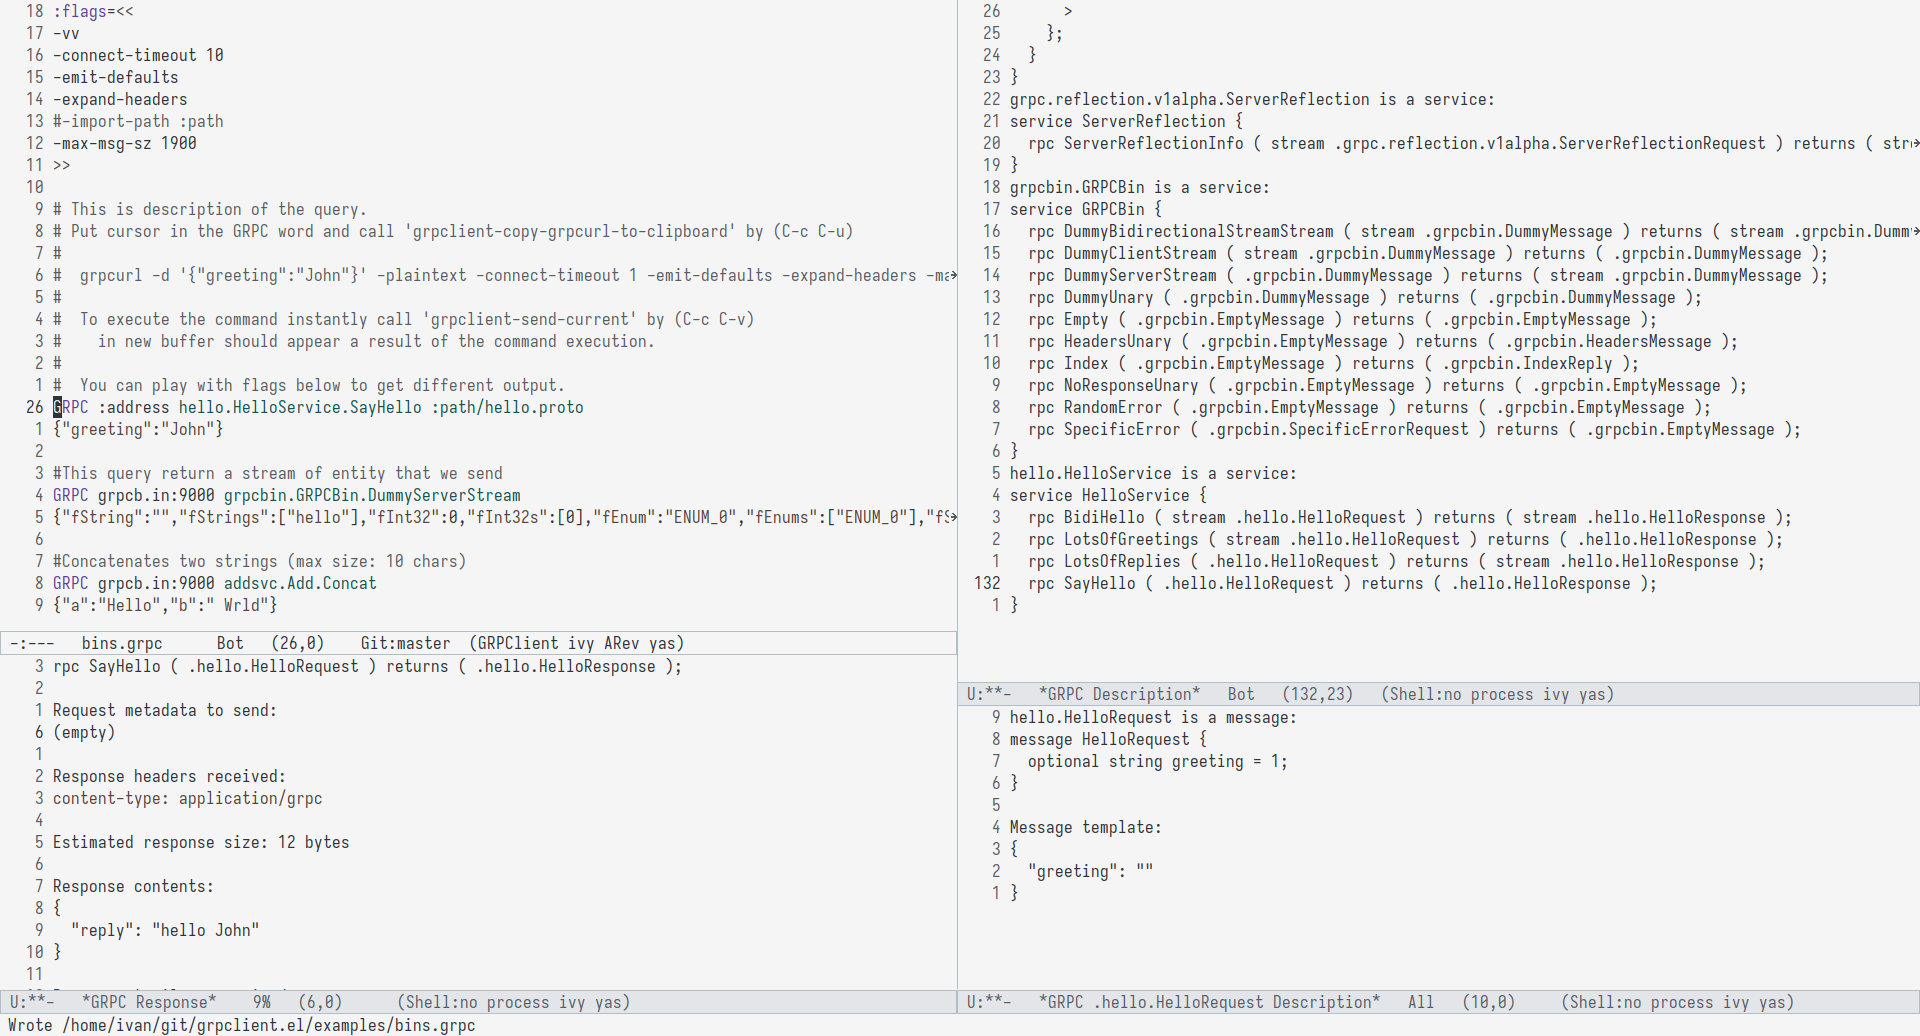 18 :flags=<<
17 -vv
16 -connect-timeout 10
15 -emit-defaults
14 -expand-headers
13 #-import-path :path
12 -max-msg-sz 1900
11 >>
10
9 # This is description of the query.
8 # Put cursor in the GRPC word and call 'grpclient-copy-grpcurl-to-clipboard' by (C-c C-u)
7 #
6 #  grpcurl -d '{"greeting":"John"}' -plaintext -connect-timeout 1 -emit-defaults -expand-headers -ma
5 #
4 #  To execute the command instantly call 'grpclient-send-current' by (C-c C-v)
3 #    in new buffer should appear a result of the command execution.
2 #
1 #  You can play with flags below to get different output.
26 GRPC :address hello.HelloService.SayHello :path/hello.proto
1 {"greeting":"John"}
2
3 #This query return a stream of entity that we send
4 GRPC grpcb.in:9000 grpcbin.GRPCBin.DummyServerStream
5 {"fString":"","fStrings":["hello"],"fInt32":0,"fInt32s":[0],"fEnum":"ENUM_0","fEnums":["ENUM_0"],"fS
6
7 #Concatenates two strings (max size: 10 chars)
8 GRPC grpcb.in:9000 addsvc.Add.Concat
9 {"a":"Hello","b":" Wrld"}
-:---   bins.grpc      Bot   (26,0)    Git:master  (GRPClient ivy ARev yas)
3 rpc SayHello ( .hello.HelloRequest ) returns ( .hello.HelloResponse );
2
1 Request metadata to send:
6 (empty)
1
2 Response headers received:
3 content-type: application/grpc
4
5 Estimated response size: 12 bytes
6
7 Response contents:
8 {
9   "reply": "hello John"
10 }
11
U:**-   *GRPC Response*    9%   (6,0)      (Shell:no process ivy yas)
26       >
25     };
24   }
23 }
22 grpc.reflection.v1alpha.ServerReflection is a service:
21 service ServerReflection {
20   rpc ServerReflectionInfo ( stream .grpc.reflection.v1alpha.ServerReflectionRequest ) returns ( str
19 }
18 grpcbin.GRPCBin is a service:
17 service GRPCBin {
16   rpc DummyBidirectionalStreamStream ( stream .grpcbin.DummyMessage ) returns ( stream .grpcbin.Dumm
15   rpc DummyClientStream ( stream .grpcbin.DummyMessage ) returns ( .grpcbin.DummyMessage );
14   rpc DummyServerStream ( .grpcbin.DummyMessage ) returns ( stream .grpcbin.DummyMessage );
13   rpc DummyUnary ( .grpcbin.DummyMessage ) returns ( .grpcbin.DummyMessage );
12   rpc Empty ( .grpcbin.EmptyMessage ) returns ( .grpcbin.EmptyMessage );
11   rpc HeadersUnary ( .grpcbin.EmptyMessage ) returns ( .grpcbin.HeadersMessage );
10   rpc Index ( .grpcbin.EmptyMessage ) returns ( .grpcbin.IndexReply );
9   rpc NoResponseUnary ( .grpcbin.EmptyMessage ) returns ( .grpcbin.EmptyMessage );
8   rpc RandomError ( .grpcbin.EmptyMessage ) returns ( .grpcbin.EmptyMessage );
7   rpc SpecificError ( .grpcbin.SpecificErrorRequest ) returns ( .grpcbin.EmptyMessage );
6 }
5 hello.HelloService is a service:
4 service HelloService {
3   rpc BidiHello ( stream .hello.HelloRequest ) returns ( stream .hello.HelloResponse );
2   rpc LotsOfGreetings ( stream .hello.HelloRequest ) returns ( .hello.HelloResponse );
1   rpc LotsOfReplies ( .hello.HelloRequest ) returns ( stream .hello.HelloResponse );
132   rpc SayHello ( .hello.HelloRequest ) returns ( .hello.HelloResponse );
1 }
U:**-   *GRPC Description*   Bot   (132,23)   (Shell:no process ivy yas)
9 hello.HelloRequest is a message:
8 message HelloRequest {
7   optional string greeting = 1;
6 }
5
4 Message template:
3 {
2   "greeting": ""
1 }
U:**-   *GRPC .hello.HelloRequest Description*   All   (10,0)     (Shell:no process ivy yas)
Wrote /home/ivan/git/grpclient.el/examples/bins.grpc